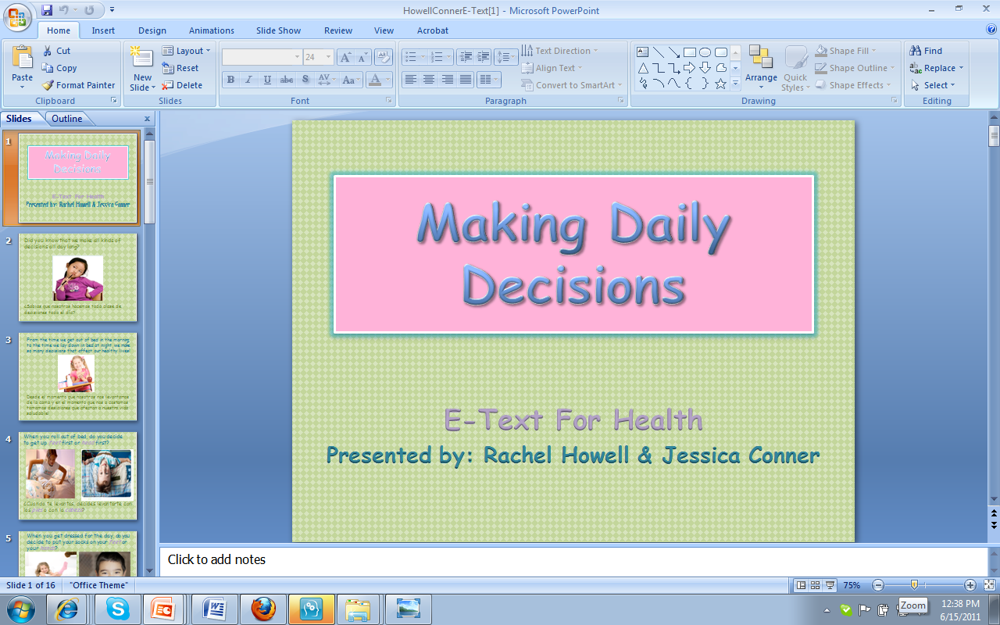 HowellConnerE-Text[1] - Microsoft PowerPoint
Home Insert Design Animations Slide Show Review View Acrobat
Paste
Cut
Copy
Format Painter
Clipboard
New Slide
Layout
Reset
Delete
Slides
24
B I U abc S AV Aa A
Font
Text Direction
Align Text
Convert to SmartArt
Paragraph
Arrange
Quick Styles
Shape Fill
Shape Outline
Shape Effects
Drawing
Find
Replace
Select
Editing
Slides Outline
1
Making Daily
Decisions
E-Text For Health
Presented by: Rachel Howell & Jessica Conner
2
Did you know that we make all kinds of
decisions all day long?
¿Sabias que nosotros hacemos toda clase de
decisiones todo el día?
3
From the time we get out of bed in the morning
to the time we lay down in bed at night, we make
so many decisions that affect our healthy lives!
Desde el momento que nosotros nos levantamos
de la cama y en el momento que nos a costamos
tomamos desiciones que afectan a nuestra vida
saludable!
4
When you roll out of bed, do you decide
to get up feet first or head first?
¿Cuando te levantas, decides levantarte con
los pies o con la cabeza?
5
When you get dressed for the day, do you
decide to put your socks on your feet or
your hands?
Making Daily
Decisions
E-Text For Health
Presented by: Rachel Howell & Jessica Conner
Click to add notes
Slide 1 of 16 "Office Theme" 75%
Zoom
12:38 PM
6/15/2011